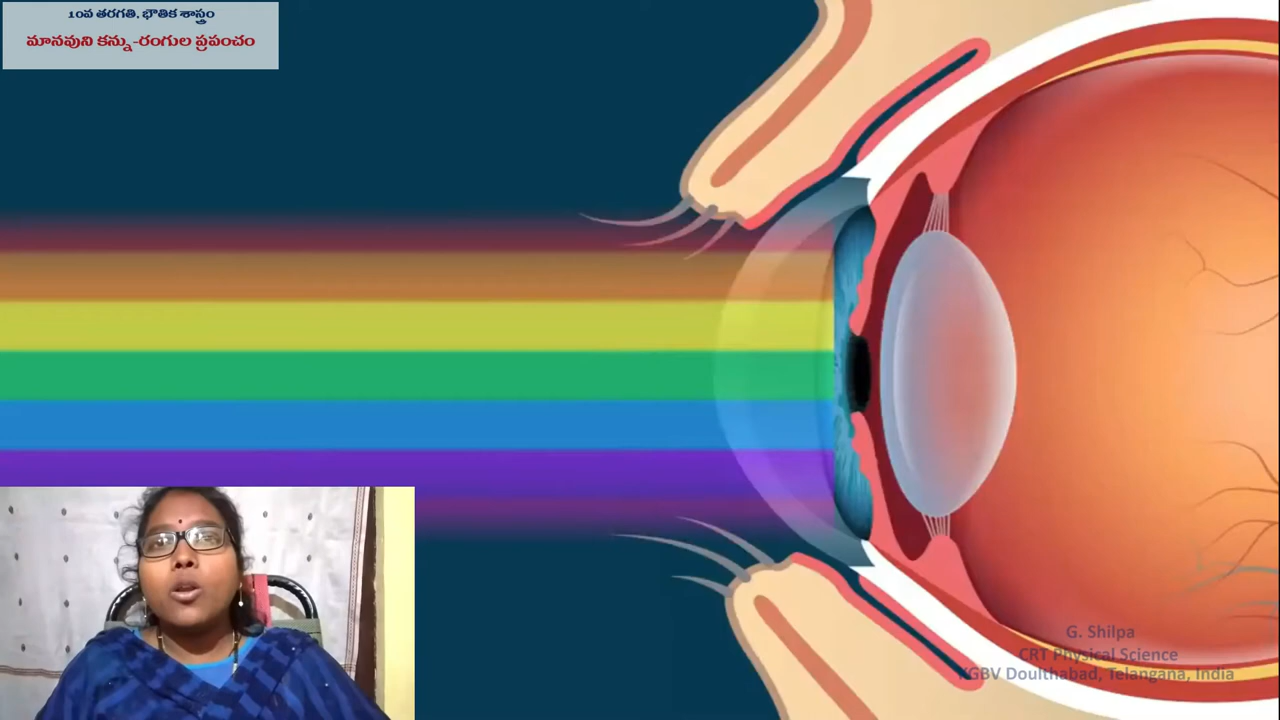 10వ తరగతి, భౌతిక శాస్త్రం
మానవుని కన్ను-రంగుల ప్రపంచం
G. Shilpa
CRT Physical Science
KGBV Doulthabad, Telangana, India